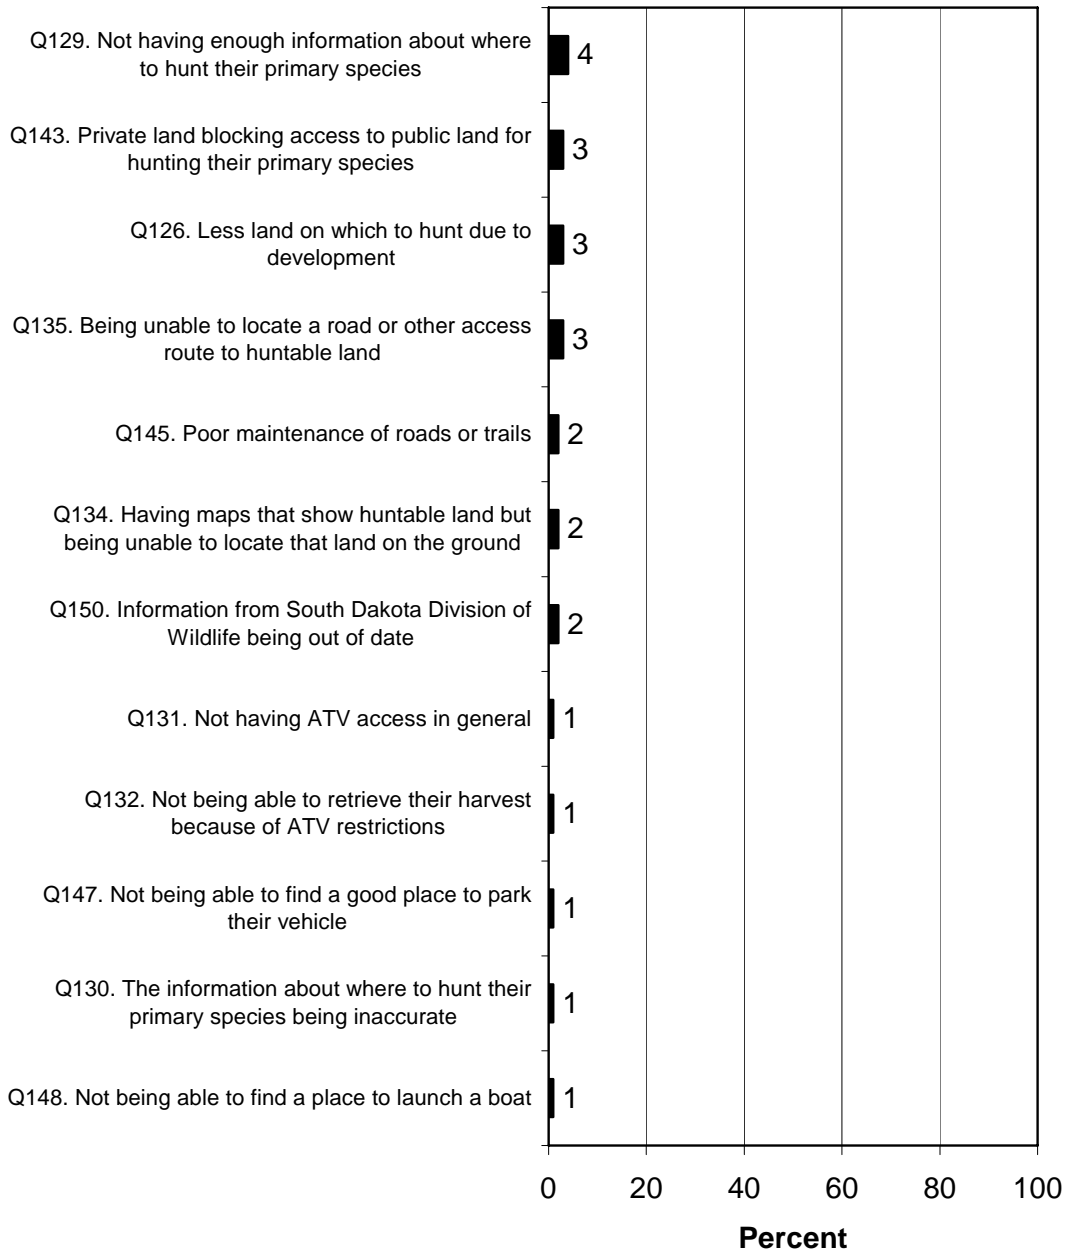 Q129. Not having enough information about where
to hunt their primary species
4
Q143. Private land blocking access to public land for
hunting their primary species
3
Q126. Less land on which to hunt due to
development
3
Q135. Being unable to locate a road or other access
route to huntable land
3
Q145. Poor maintenance of roads or trails
2
Q134. Having maps that show huntable land but
being unable to locate that land on the ground
2
Q150. Information from South Dakota Division of
Wildlife being out of date
2
Q131. Not having ATV access in general
1
Q132. Not being able to retrieve their harvest
because of ATV restrictions
1
Q147. Not being able to find a good place to park
their vehicle
1
Q130. The information about where to hunt their
primary species being inaccurate
1
Q148. Not being able to find a place to launch a boat
1
0 20 40 60 80 100
Percent